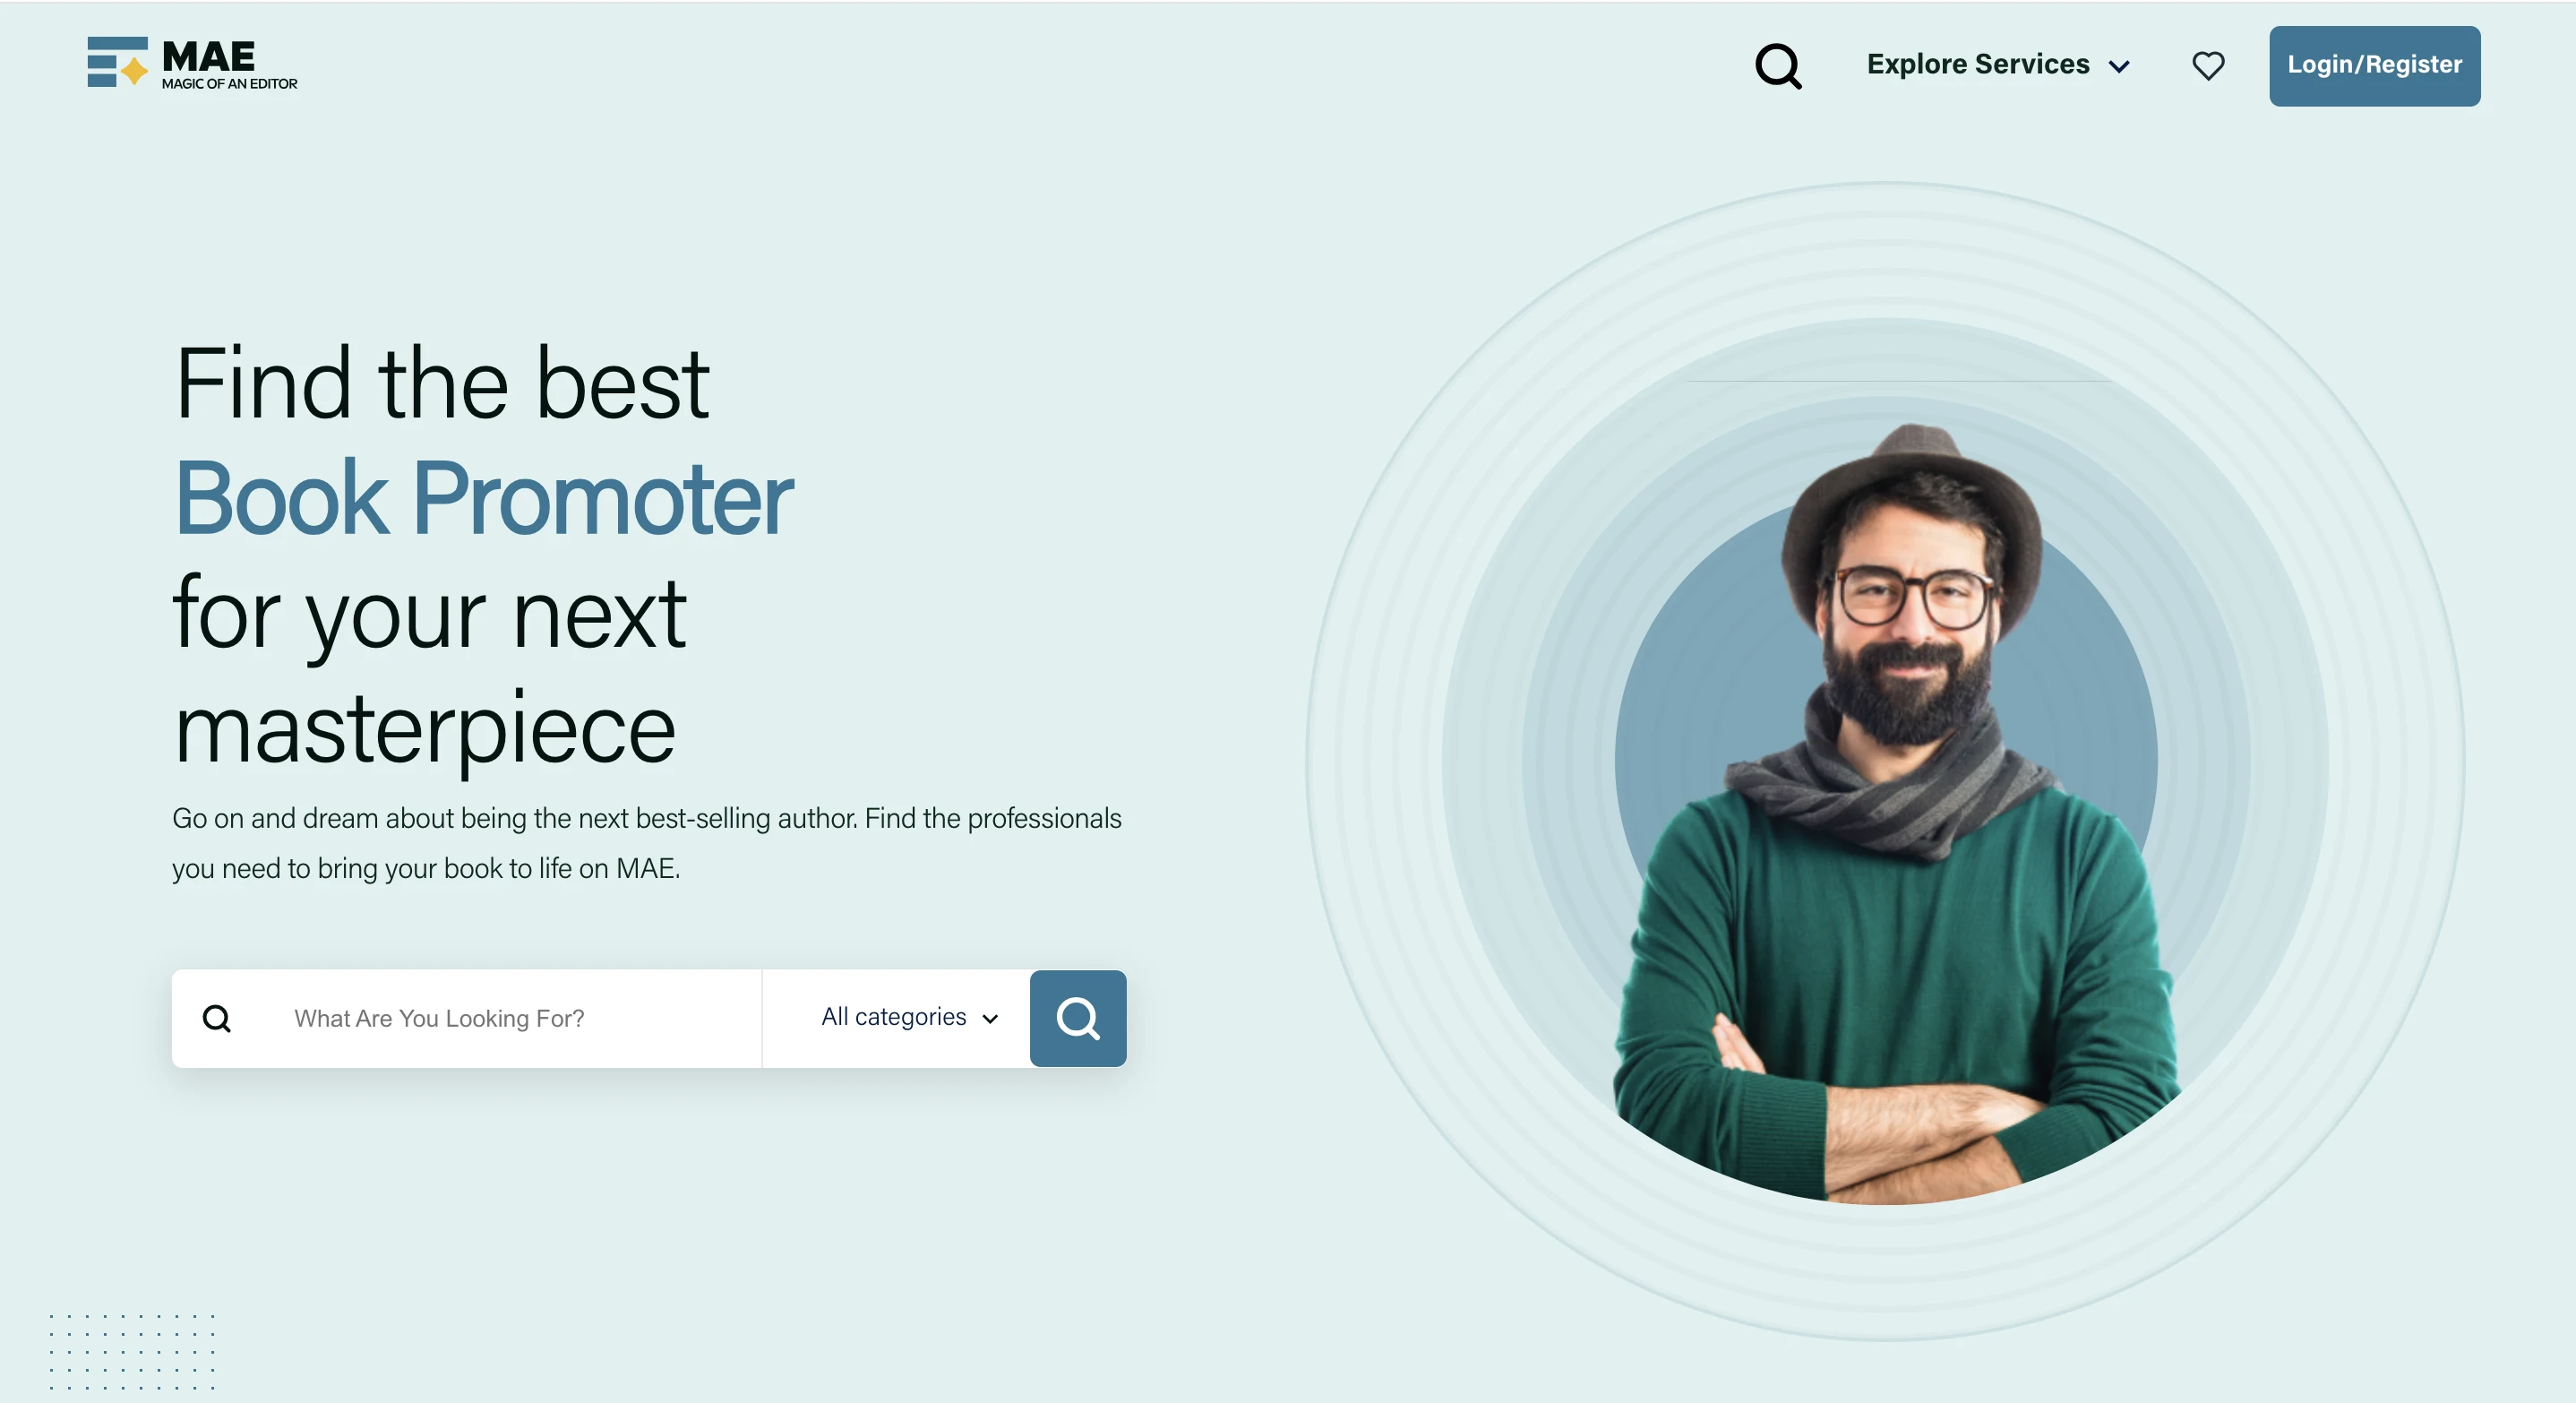 MAE
MAGIC OF AN EDITOR
Explore Services
Login/Register
Find the best
Book Promoter
for your next
masterpiece
Go on and dream about being the next best-selling author. Find the professionals
you need to bring your book to life on MAE.
What Are You Looking For?
All categories